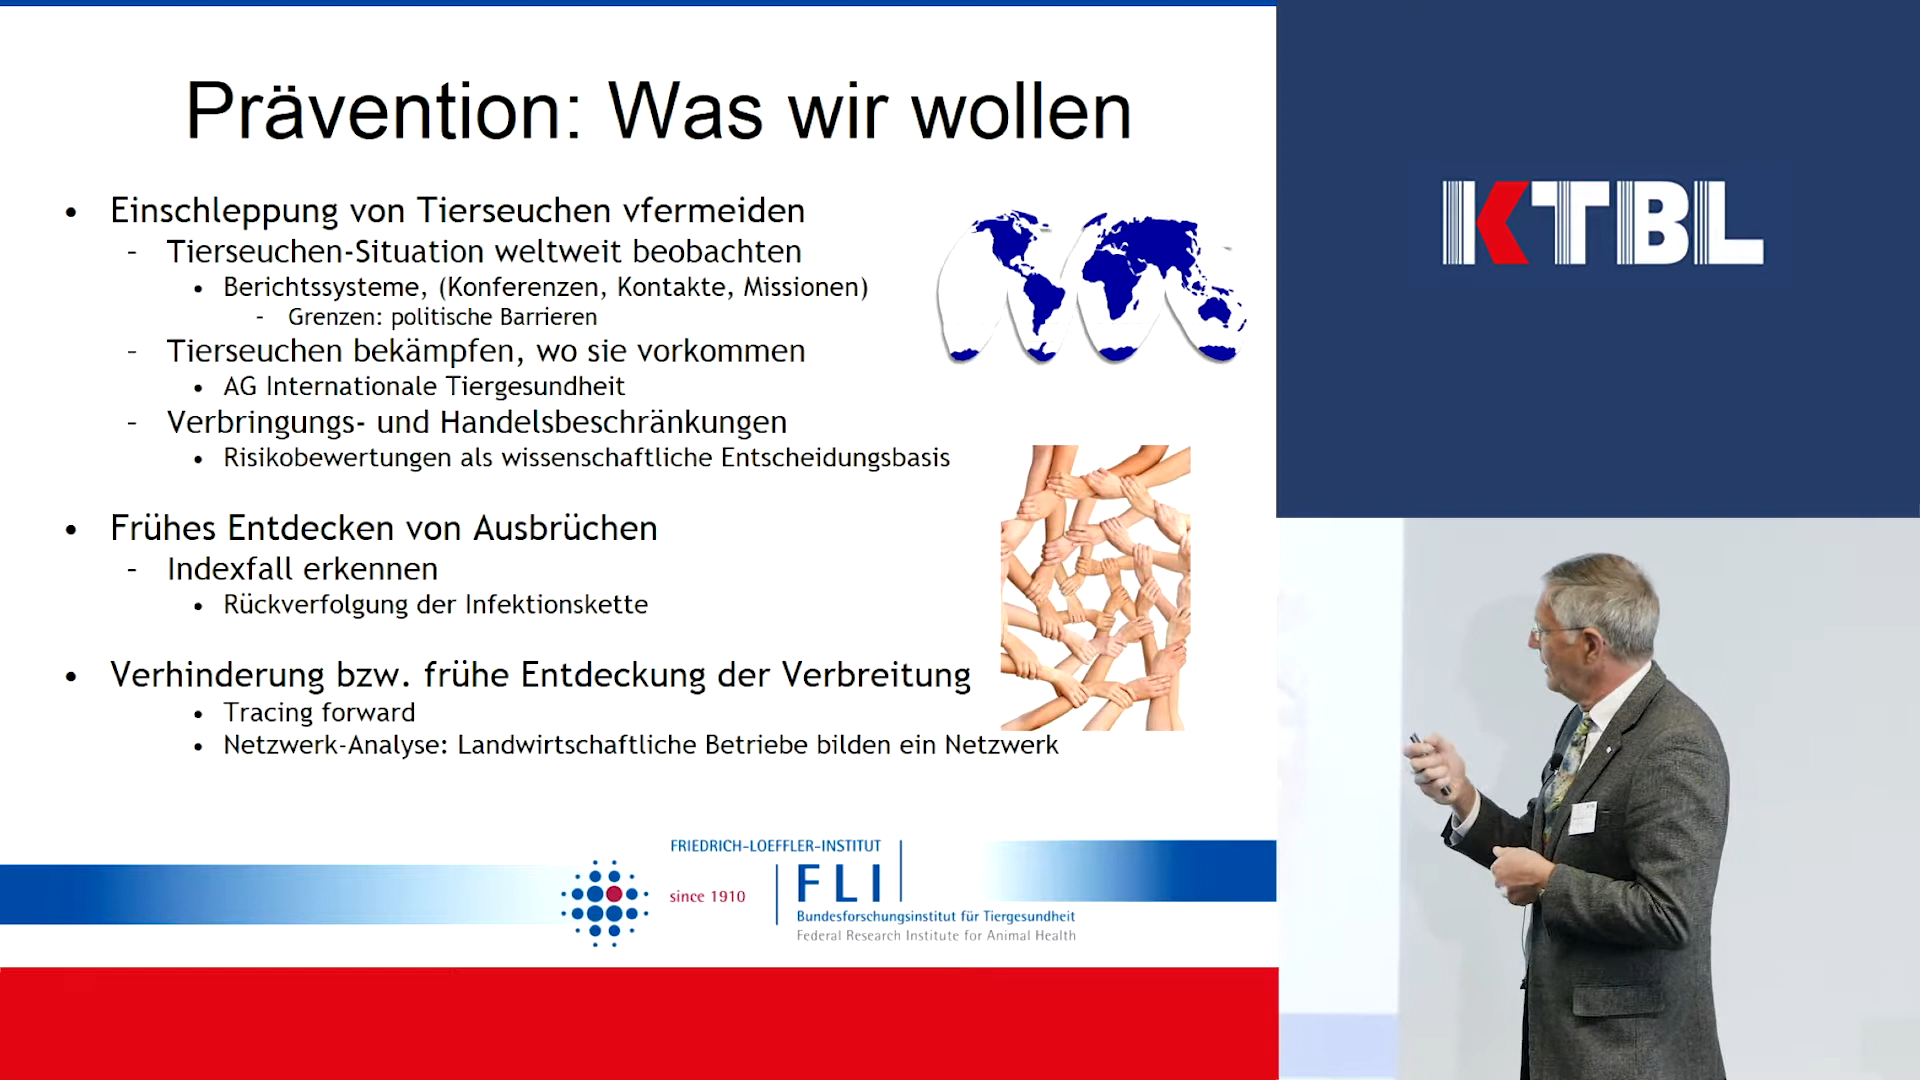 Prävention: Was wir wollen
• Einschleppung von Tierseuchen vfermeiden
- Tierseuchen-Situation weltweit beobachten
• Berichtssysteme, (Konferenzen, Kontakte, Missionen)
- Grenzen: politische Barrieren
- Tierseuchen bekämpfen, wo sie vorkommen
• AG Internationale Tiergesundheit
- Verbringungs- und Handelsbeschränkungen
• Risikobewertungen als wissenschaftliche Entscheidungsbasis
• Frühes Entdecken von Ausbrüchen
- Indexfall erkennen
• Rückverfolgung der Infektionskette
• Verhinderung bzw. frühe Entdeckung der Verbreitung
• Tracing forward
• Netzwerk-Analyse: Landwirtschaftliche Betriebe bilden ein Netzwerk
FRIEDRICH-LOEFFLER-INSTITUT
since 1910
FLI
Bundesforschungsinstitut für Tiergesundheit
Federal Research Institute for Animal Health
KTBL